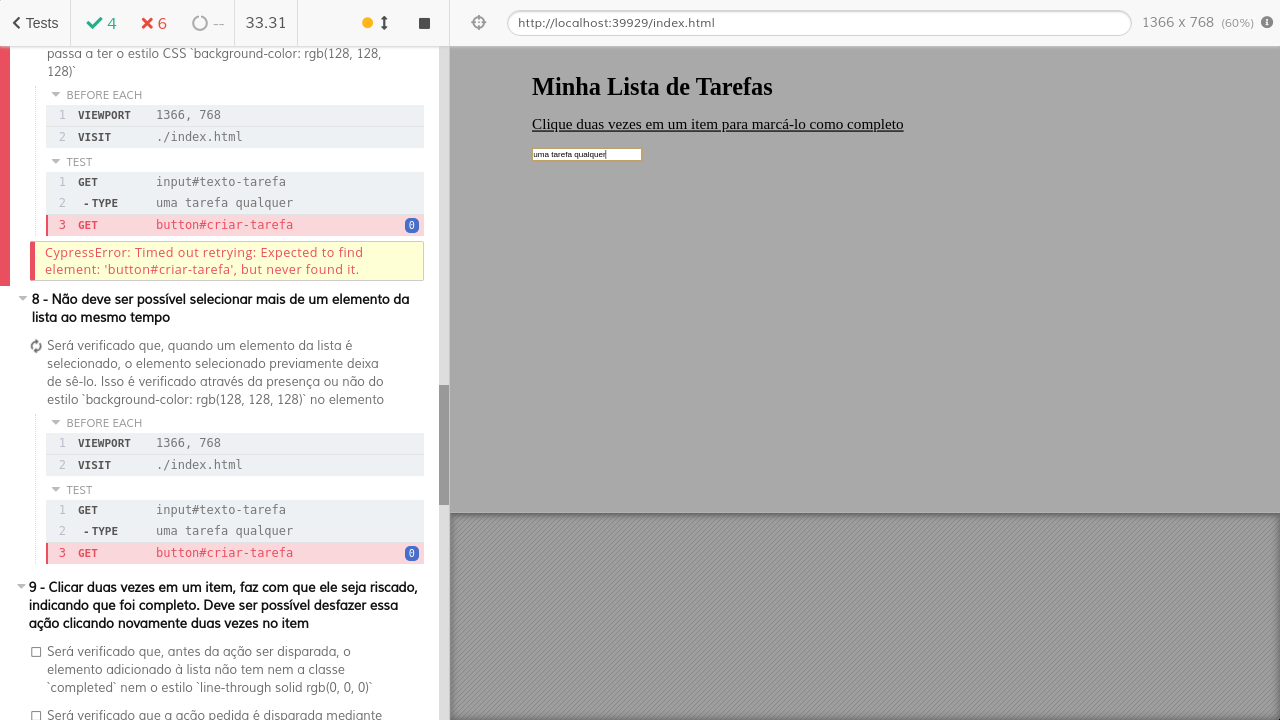 Tests
4
6
--
33.31
http://localhost:39929/index.html
1366 x 768 (60%)
passa a ter o estilo CSS `background-color: rgb(128, 128,
128)`
BEFORE EACH
1 VIEWPORT 1366, 768
2 VISIT ./index.html
TEST
1 GET input#texto-tarefa
2 - TYPE uma tarefa qualquer
3 GET button#criar-tarefa 0
CypressError: Timed out retrying: Expected to find
element: 'button#criar-tarefa', but never found it.
8 - Não deve ser possível selecionar mais de um elemento da
lista ao mesmo tempo
Será verificado que, quando um elemento da lista é
selecionado, o elemento selecionado previamente deixa
de sê-lo. Isso é verificado através da presença ou não do
estilo `background-color: rgb(128, 128, 128)` no elemento
BEFORE EACH
1 VIEWPORT 1366, 768
2 VISIT ./index.html
TEST
1 GET input#texto-tarefa
2 - TYPE uma tarefa qualquer
3 GET button#criar-tarefa 0
9 - Clicar duas vezes em um item, faz com que ele seja riscado,
indicando que foi completo. Deve ser possível desfazer essa
ação clicando novamente duas vezes no item
Será verificado que, antes da ação ser disparada, o
elemento adicionado à lista não tem nem a classe
`completed` nem o estilo `line-through solid rgb(0, 0, 0)`
Será verificado que a ação pedida é disparada mediante
Minha Lista de Tarefas
Clique duas vezes em um item para marcá-lo como completo
uma tarefa qualquer